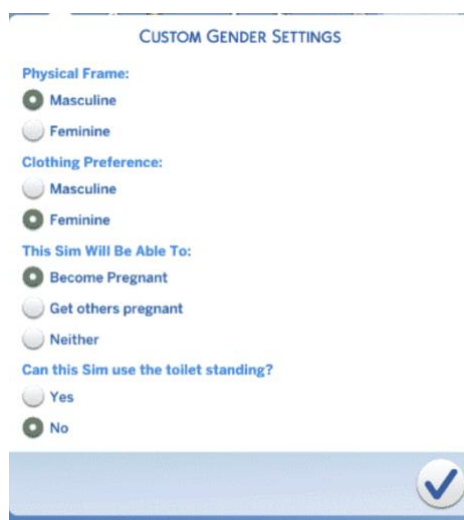 CUSTOM GENDER SETTINGS
Physical Frame:
Masculine
Feminine
Clothing Preference:
Masculine
Feminine
This Sim Will Be Able To:
Become Pregnant
Get others pregnant
Neither
Can this Sim use the toilet standing?
Yes
No